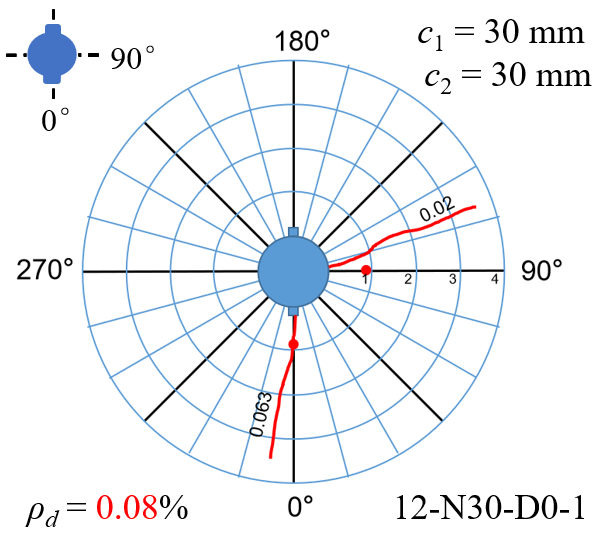 180°
c₁ = 30 mm
c₂ = 30 mm
90°
0°
0.02
270°
1 2 3 4
90°
0.063
ρd = 0.08%
0°
12-N30-D0-1